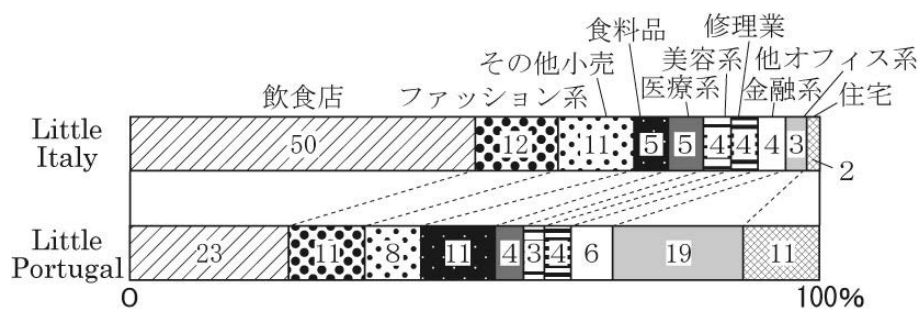 食料品 修理業
その他小売 美容系 他オフィス系
飲食店 ファッション系 医療系 金融系 住宅
Little
Italy
50 12 11 5 5 4 4 4 3
2
Little
Portugal
23 11 8 11 4 3 4 6 19 11
0 100%